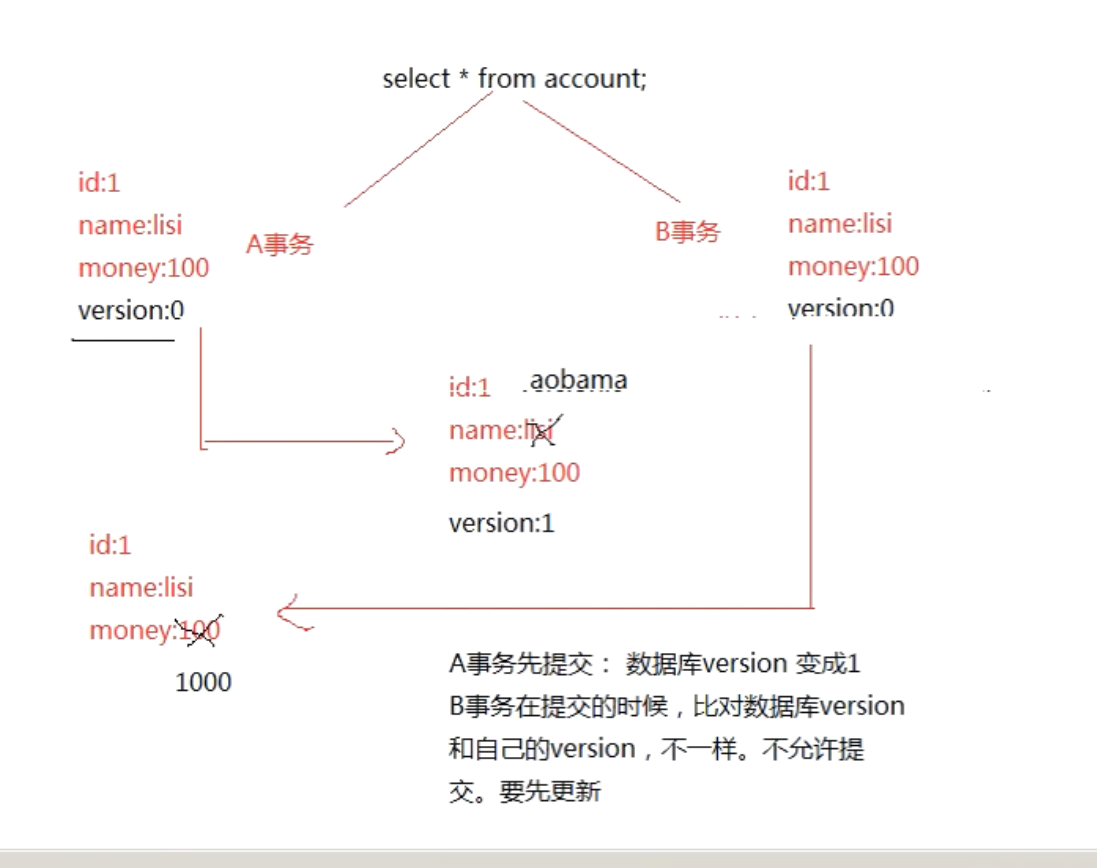 select * from account;
id:1
name:lisi
money:100
version:0
A事务
B事务
id:1
name:lisi
money:100
version:0
id:1
aobama
name:lisi
money:100
version:1
id:1
name:lisi
money:100
1000
A事务先提交： 数据库version 变成1
B事务在提交的时候，比对数据库version
和自己的version，不一样。不允许提
交。要先更新